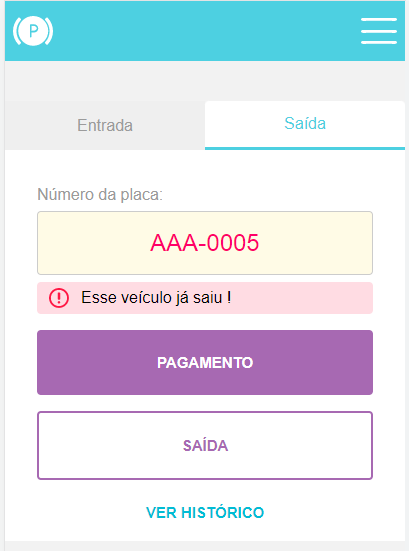 P
Entrada
Saída
Número da placa:
AAA-0005
Esse veículo já saiu !
PAGAMENTO
SAÍDA
VER HISTÓRICO